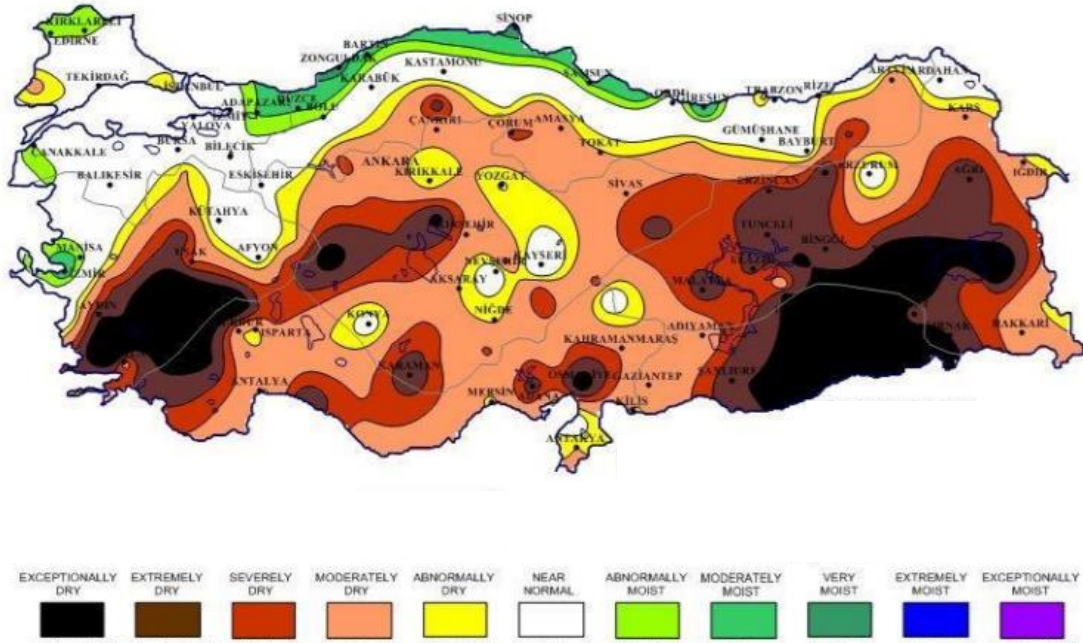 SİNOP
KIRKLARELİ
EDİRNE
BARTIN
ZONGULDAK
KASTAMONU
TEKİRDAĞ
KARABÜK
İSTANBUL
SAMSUN
ARTVİN
ARDAHAN
ADAPAZARI
DÜZCE
BOLU
ORDU
GİRESUN
TRABZON
RİZE
İZMİT
YALOVA
KARS
ÇANKIRI
ÇORUM
AMASYA
GÜMÜŞHANE
BAYBURT
ÇANAKKALE
BURSA
BİLECİK
TOKAT
ANKARA
ERZURUM
BALIKESİR
ESKİŞEHİR
KIRIKKALE
YOZGAT
SİVAS
ERZİNCAN
AĞRI
IĞDIR
KÜTAHYA
KIRŞEHİR
TUNCELİ
MANİSA
UŞAK
AFYON
NEVŞEHİR
KAYSERİ
BİNGÖL
İZMİR
AKSARAY
ELAZIĞ
MALATYA
AYDIN
KONYA
NİĞDE
ISPARTA
KAHRAMANMARAŞ
ADIYAMAN
HAKKARİ
KARAMAN
OSMANİYE
GAZİANTEP
ŞANLIURFA
ANTALYA
MERSİN
ADANA
KİLİS
ANTAKYA
EXCEPTIONALLY DRY
EXTREMELY DRY
SEVERELY DRY
MODERATELY DRY
ABNORMALLY DRY
NEAR NORMAL
ABNORMALLY MOIST
MODERATELY MOIST
VERY MOIST
EXTREMELY MOIST
EXCEPTIONALLY MOIST